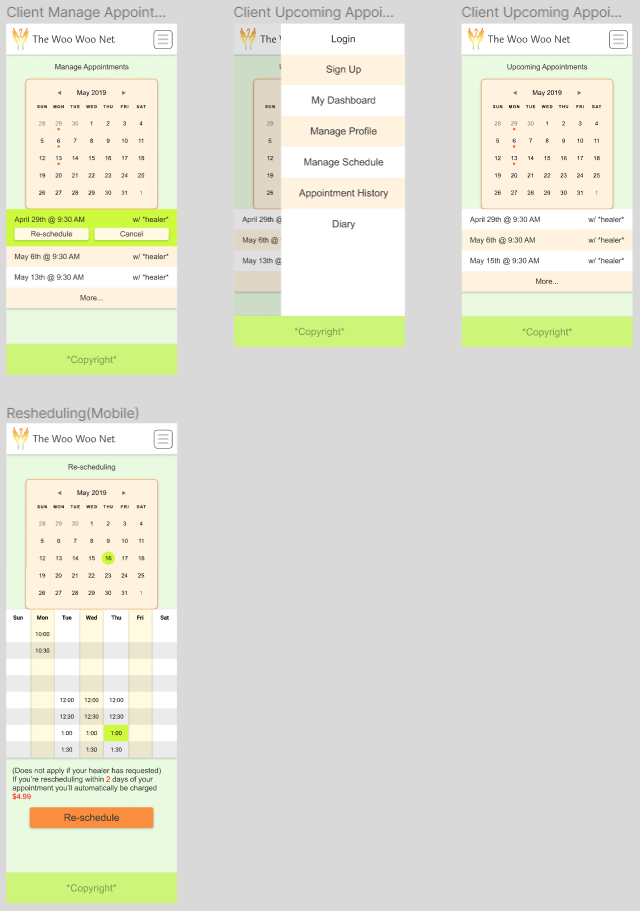 Client Manage Appoint...
The Woo Woo Net
Manage Appointments
◄ May 2019 ►
SUN MON TUE WED THU FRI SAT
28 29 30 1 2 3 4
5 6 7 8 9 10 11
12 13 14 15 16 17 18
19 20 21 22 23 24 25
26 27 28 29 30 31 1
April 29th @ 9:30 AM w/ *healer*
Re-schedule Cancel
May 6th @ 9:30 AM w/ *healer*
May 13th @ 9:30 AM w/ *healer*
More...
*Copyright*
Client Upcoming Appoi...
The W
U
SUN
28
5
12
19
26
April 29th @ 9
May 6th @ 9:
May 13th @ 9
Login
Sign Up
My Dashboard
Manage Profile
Manage Schedule
Appointment History
Diary
*Copyright*
Client Upcoming Appoi...
The Woo Woo Net
Upcoming Appointments
◄ May 2019 ►
SUN MON TUE WED THU FRI SAT
28 29 30 1 2 3 4
5 6 7 8 9 10 11
12 13 14 15 16 17 18
19 20 21 22 23 24 25
26 27 28 29 30 31 1
April 29th @ 9:30 AM w/ *healer*
May 6th @ 9:30 AM w/ *healer*
May 15th @ 9:30 AM w/ *healer*
More...
*Copyright*
Resheduling(Mobile)
The Woo Woo Net
Re-scheduling
◄ May 2019 ►
SUN MON TUE WED THU FRI SAT
28 29 30 1 2 3 4
5 6 7 8 9 10 11
12 13 14 15 16 17 18
19 20 21 22 23 24 25
26 27 28 29 30 31 1
Sun Mon Tue Wed Thu Fri Sat
10:00
10:30
12:00 12:00 12:00
12:30 12:30 12:30
1:00 1:00 1:00
1:30 1:30 1:30
(Does not apply if your healer has requested)
If you're rescheduling within 2 days of your
appointment you'll automatically be charged
$4.99
Re-schedule
*Copyright*